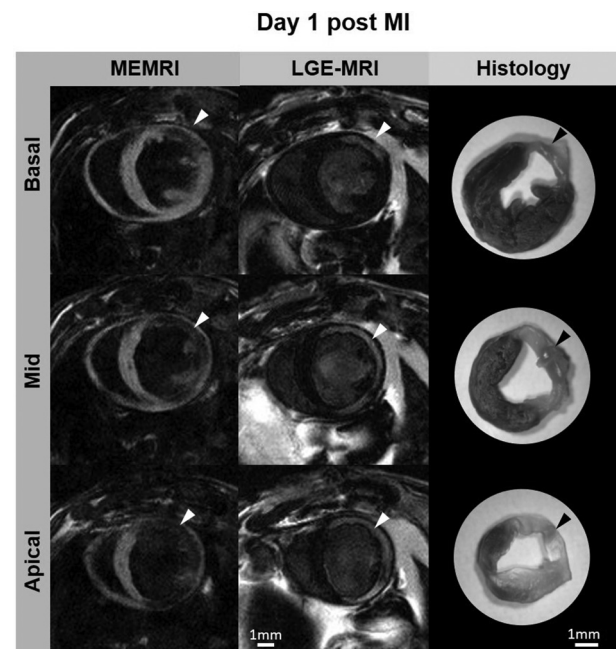 Day 1 post MI
MEMRI
LGE-MRI
Histology
Basal
Mid
Apical
1mm
1mm